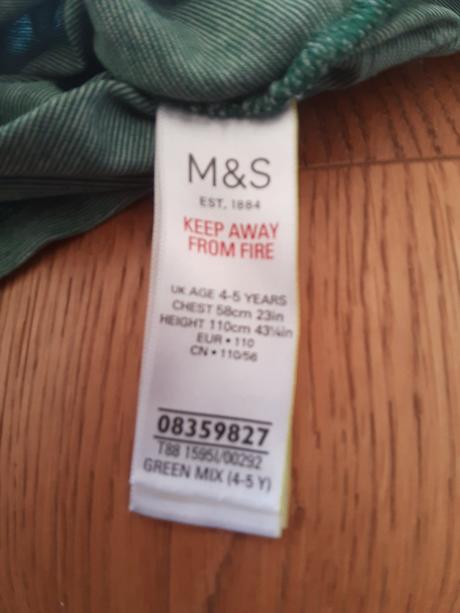 M&S
EST. 1884
KEEP AWAY
FROM FIRE
UK AGE 4-5 YEARS
CHEST 58cm 23in
HEIGHT 110cm 43¼in
EUR • 110
CN • 110/56
08359827
T88 1595I/00292
GREEN MIX (4-5 Y)